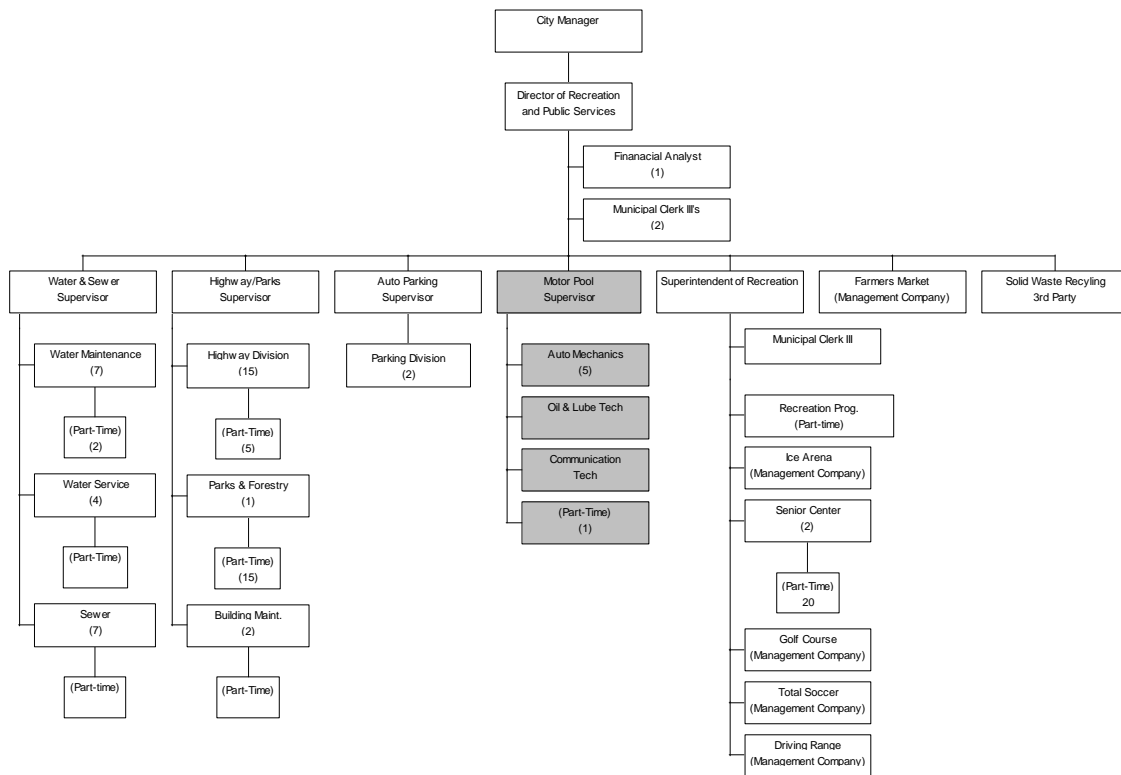 City Manager
Director of Recreation
and Public Services
Finanacial Analyst
(1)
Municipal Clerk III's
(2)
Water & Sewer
Supervisor
Highway/Parks
Supervisor
Auto Parking
Supervisor
Motor Pool
Supervisor
Superintendent of Recreation
Farmers Market
(Management Company)
Solid Waste Recyling
3rd Party
Water Maintenance
(7)
(Part-Time)
(2)
Water Service
(4)
(Part-Time)
Sewer
(7)
(Part-time)
Highway Division
(15)
(Part-Time)
(5)
Parks & Forestry
(1)
(Part-Time)
(15)
Building Maint.
(2)
(Part-Time)
Parking Division
(2)
Auto Mechanics
(5)
Oil & Lube Tech
Communication
Tech
(Part-Time)
(1)
Municipal Clerk III
Recreation Prog.
(Part-time)
Ice Arena
(Management Company)
Senior Center
(2)
(Part-Time)
20
Golf Course
(Management Company)
Total Soccer
(Management Company)
Driving Range
(Management Company)